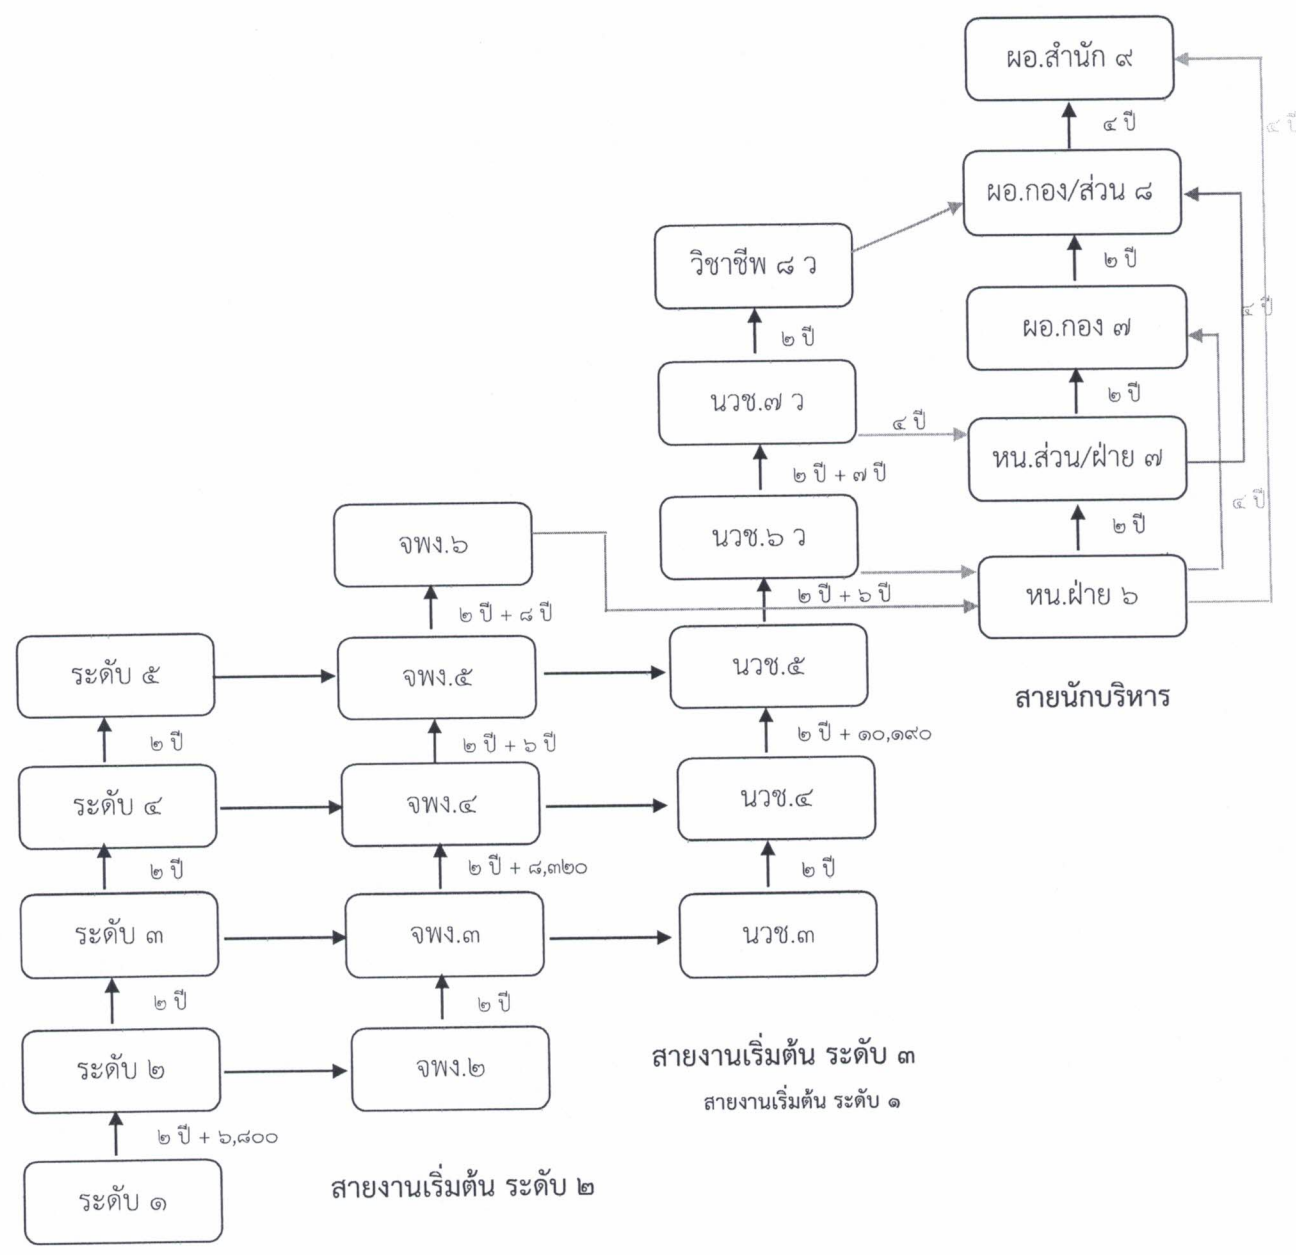 ผอ.สำนัก ๙
๔ ปี
๔ ปี
ผอ.กอง/ส่วน ๘
วิชาชีพ ๘ ว
๒ ปี
๔ ปี
ผอ.กอง ๗
๒ ปี
๒ ปี
นวช.๗ ว
๔ ปี
หน.ส่วน/ฝ่าย ๗
๒ ปี + ๗ ปี
๔ ปี
๒ ปี
จพง.๖
นวช.๖ ว
หน.ฝ่าย ๖
๒ ปี + ๘ ปี
๒ ปี + ๖ ปี
ระดับ ๕
จพง.๕
นวช.๕
สายนักบริหาร
๒ ปี
๒ ปี + ๖ ปี
๒ ปี + ๑๐,๑๙๐
ระดับ ๔
จพง.๔
นวช.๔
๒ ปี
๒ ปี + ๘,๓๒๐
๒ ปี
ระดับ ๓
จพง.๓
นวช.๓
๒ ปี
๒ ปี
ระดับ ๒
จพง.๒
สายงานเริ่มต้น ระดับ ๓
สายงานเริ่มต้น ระดับ ๑
๒ ปี + ๖,๘๐๐
ระดับ ๑
สายงานเริ่มต้น ระดับ ๒